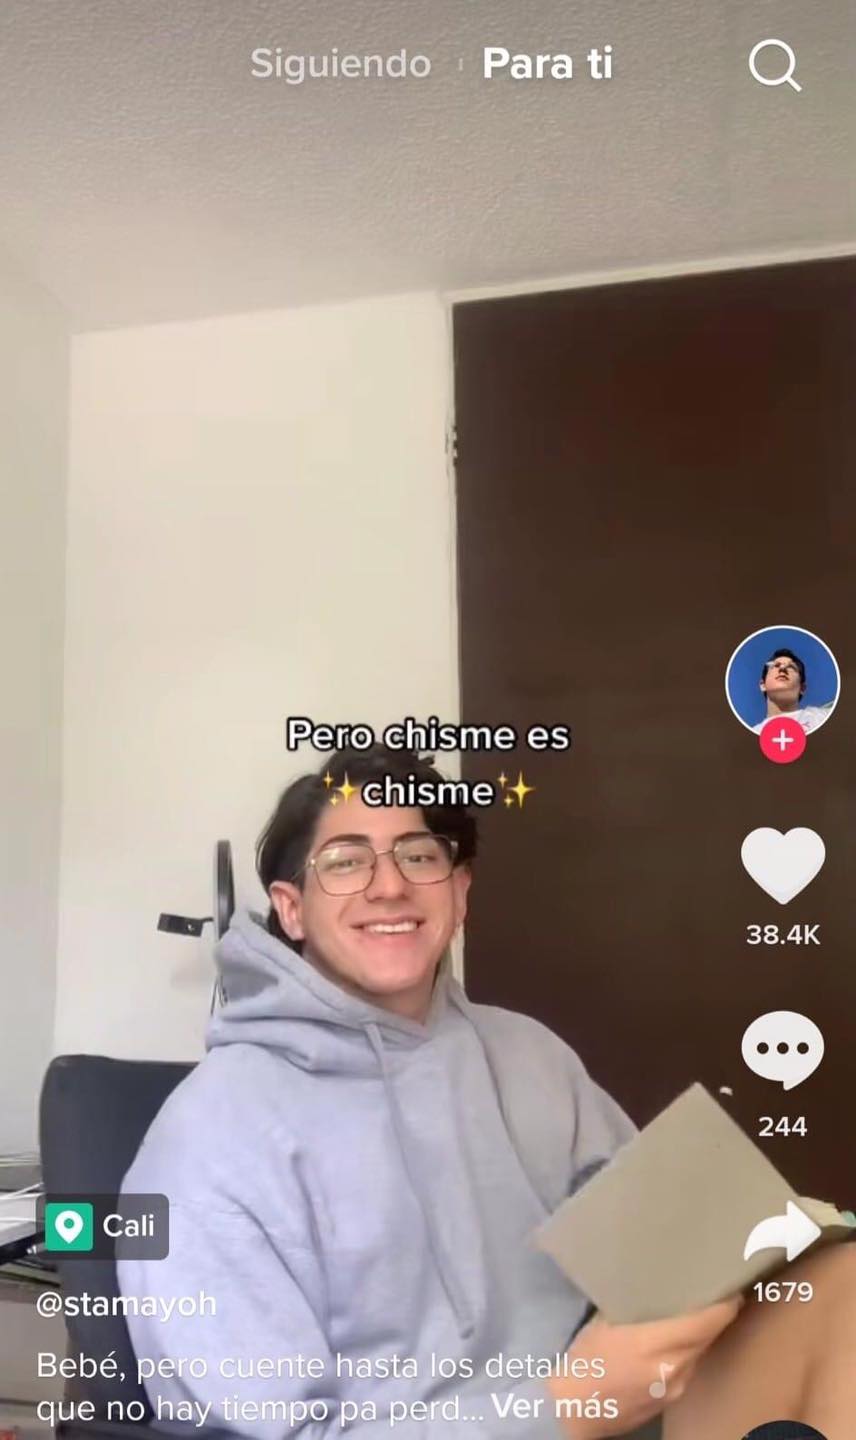 Siguiendo Para ti
Pero chisme es
✨chisme✨
38.4K
244
Cali
1679
@stamayoh
Bebé, pero cuente hasta los detalles
que no hay tiempo pa perd... Ver más